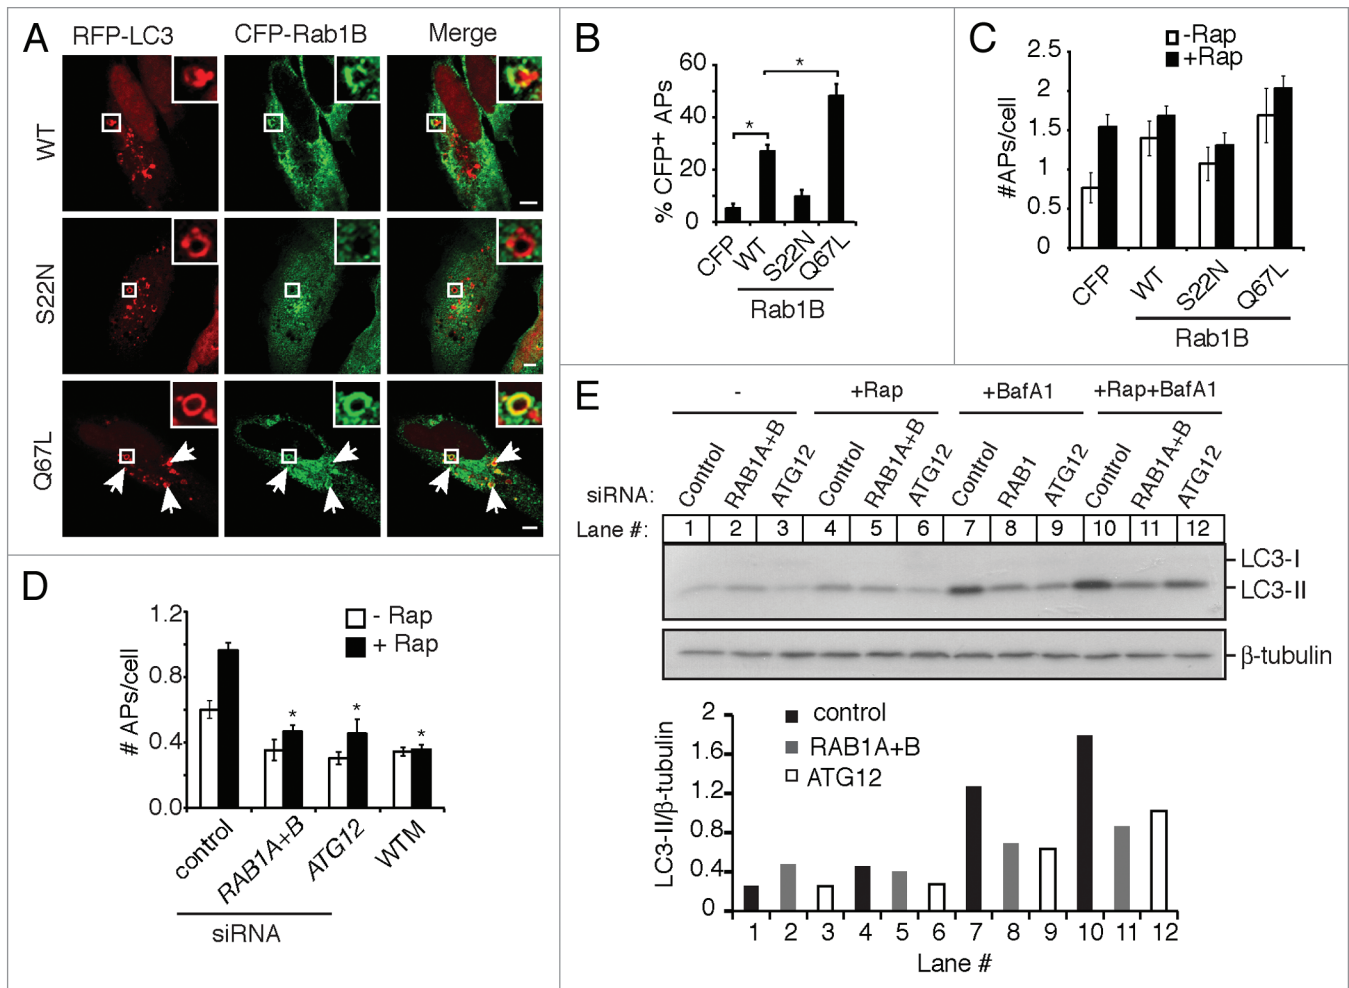 A
RFP-LC3 CFP-Rab1B Merge
WT
S22N
Q67L
B
% CFP+ APs
60
40
20
0
*
*
CFP WT S22N Q67L
Rab1B
C
#APs/cell
2.5
2
1.5
1
0.5
0
-Rap
+Rap
CFP WT S22N Q67L
Rab1B
D
# APs/cell
1.2
0.8
0.4
0.0
- Rap
+ Rap
* * *
control RAB1A+B ATG12 WTM
siRNA
E
- +Rap +BafA1 +Rap+BafA1
siRNA: Control RAB1A+B ATG12 Control RAB1A+B ATG12 Control RAB1 ATG12 Control RAB1A+B ATG12
Lane #: 1 2 3 4 5 6 7 8 9 10 11 12
LC3-I
LC3-II
β-tubulin
LC3-II/β-tubulin
2
1.6
1.2
0.8
0.4
0
control
RAB1A+B
ATG12
1 2 3 4 5 6 7 8 9 10 11 12
Lane #